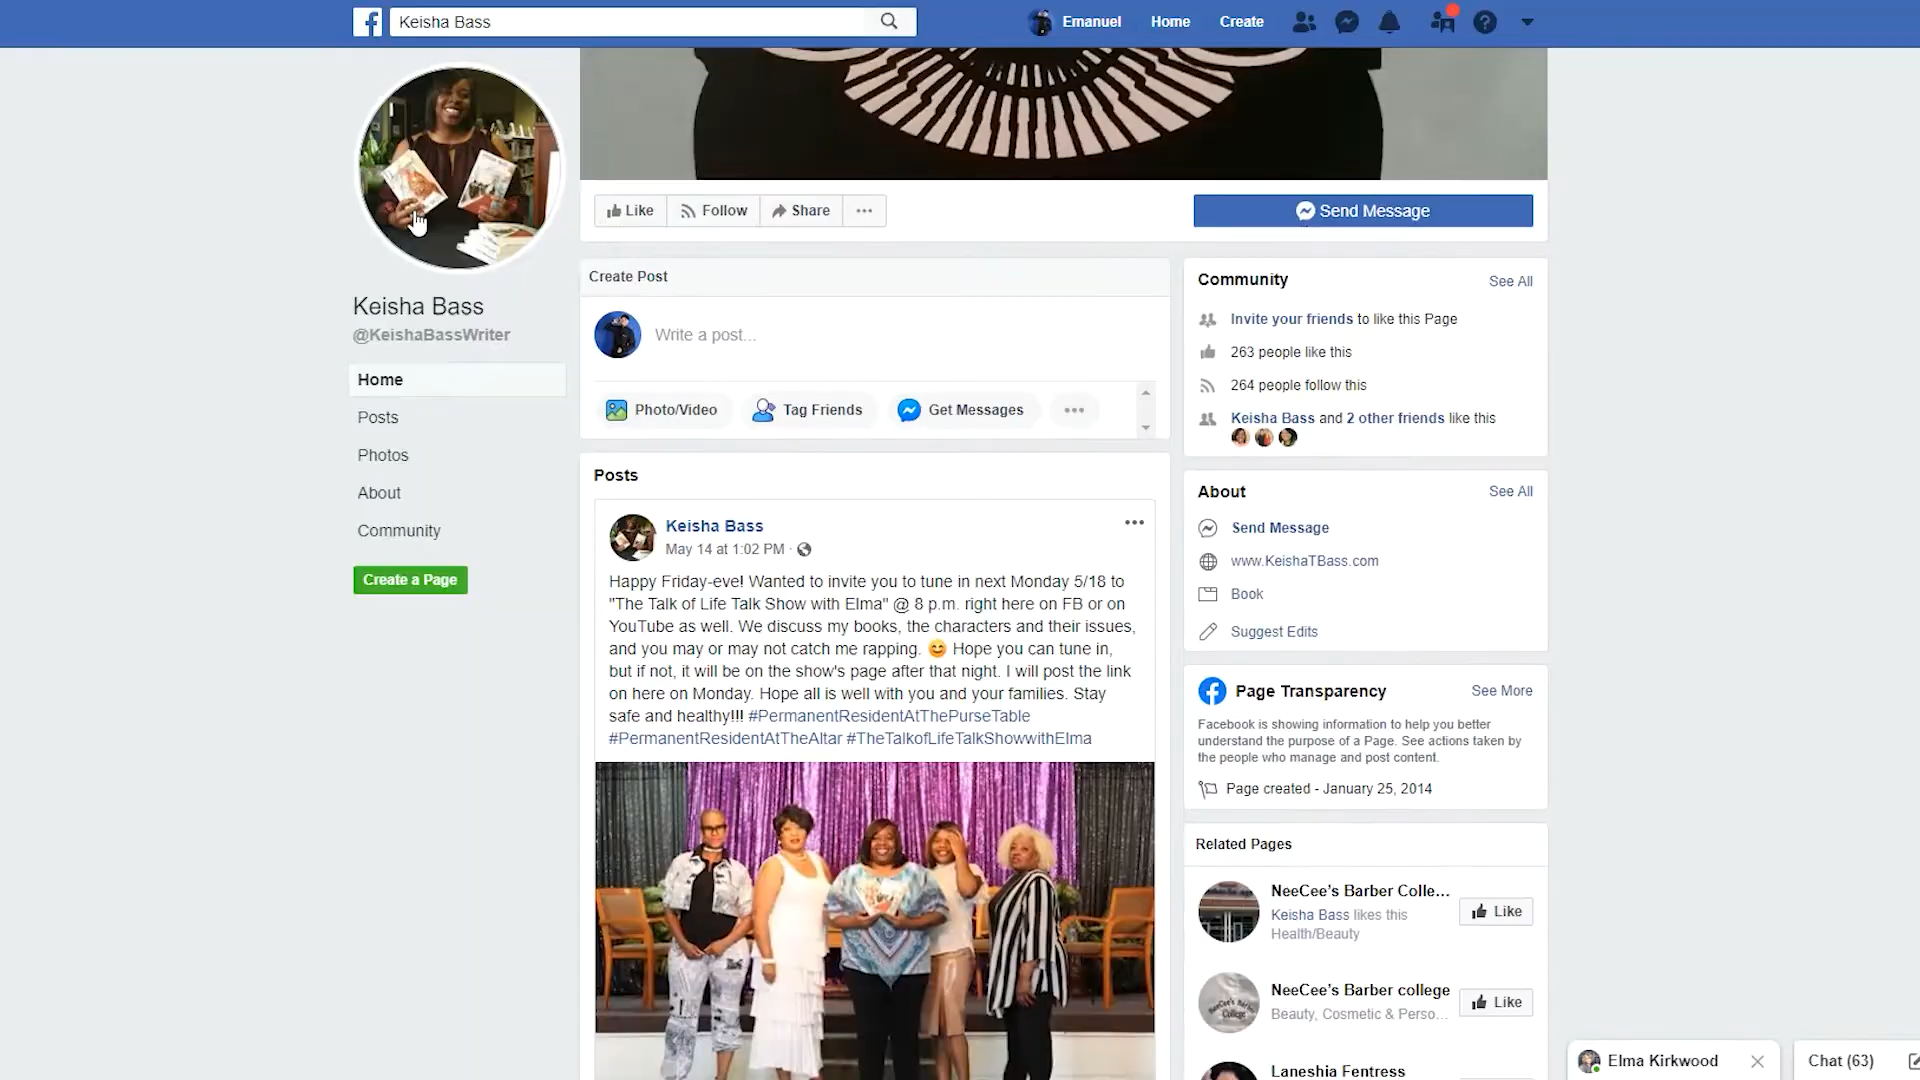 Keisha Bass
Emanuel
Home
Create
Like
Follow
Share
Send Message
Keisha Bass
@KeishaBassWriter
Home
Posts
Photos
About
Community
Create a Page
Create Post
Write a post...
Photo/Video
Tag Friends
Get Messages
Posts
Keisha Bass
May 14 at 1:02 PM ·
Happy Friday-eve! Wanted to invite you to tune in next Monday 5/18 to
"The Talk of Life Talk Show with Elma" @ 8 p.m. right here on FB or on
YouTube as well. We discuss my books, the characters and their issues,
and you may or may not catch me rapping. 😊 Hope you can tune in,
but if not, it will be on the show's page after that night. I will post the link
on here on Monday. Hope all is well with you and your families. Stay
safe and healthy!!! #PermanentResidentAtThePurseTable
#PermanentResidentAtTheAltar #TheTalkofLifeTalkShowwithElma
Community
See All
Invite your friends to like this Page
263 people like this
264 people follow this
Keisha Bass and 2 other friends like this
About
See All
Send Message
www.KeishaTBass.com
Book
Suggest Edits
Page Transparency
See More
Facebook is showing information to help you better
understand the purpose of a Page. See actions taken by
the people who manage and post content.
Page created - January 25, 2014
Related Pages
NeeCee's Barber Colle...
Keisha Bass likes this
Health/Beauty
Like
NeeCee's Barber college
Beauty, Cosmetic & Perso...
Like
Laneshia Fentress
Elma Kirkwood
Chat (63)